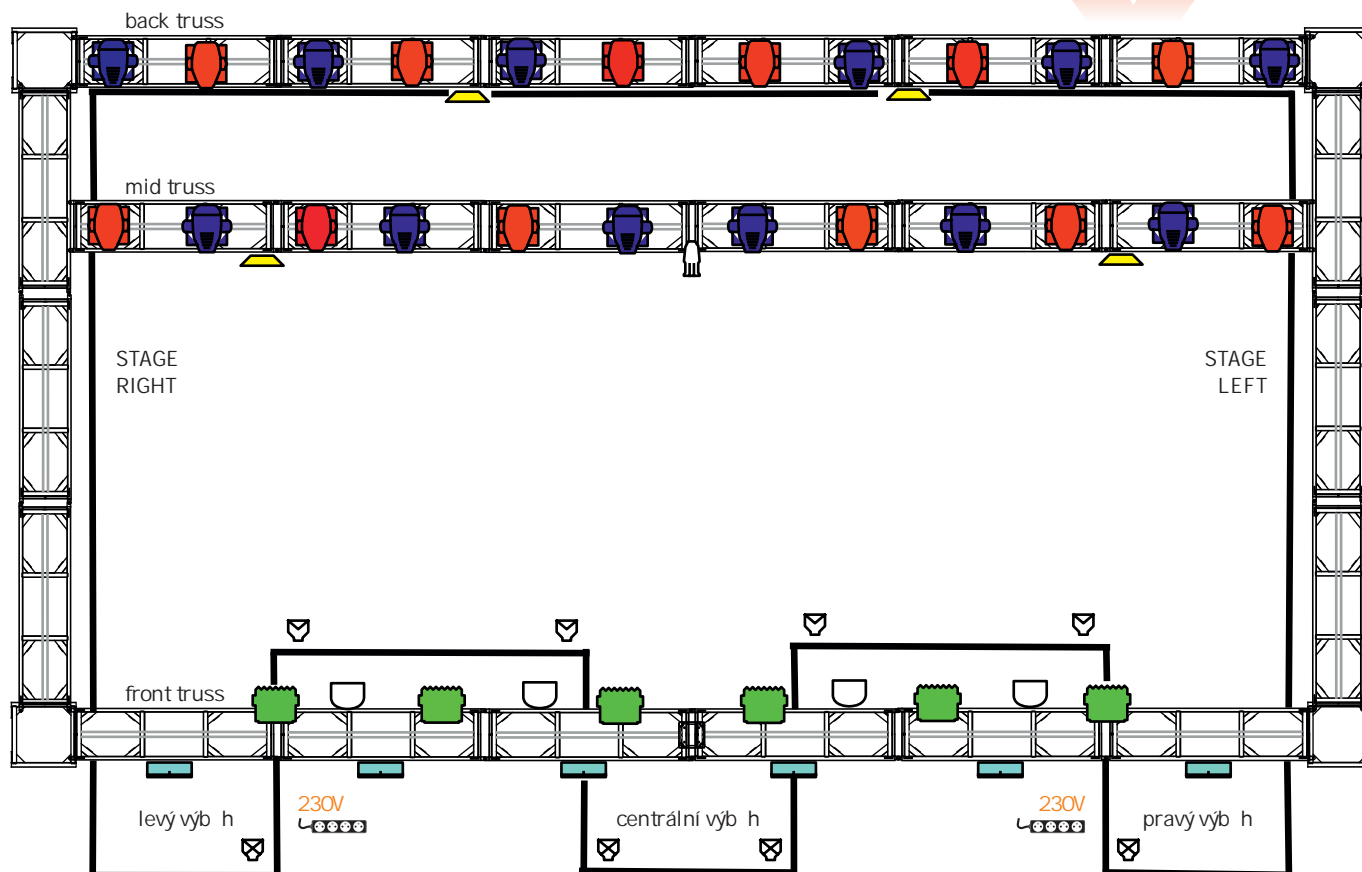 back truss
mid truss
STAGE
RIGHT
STAGE
LEFT
front truss
levý výb h
230V
centrální výb h
230V
pravý výb h